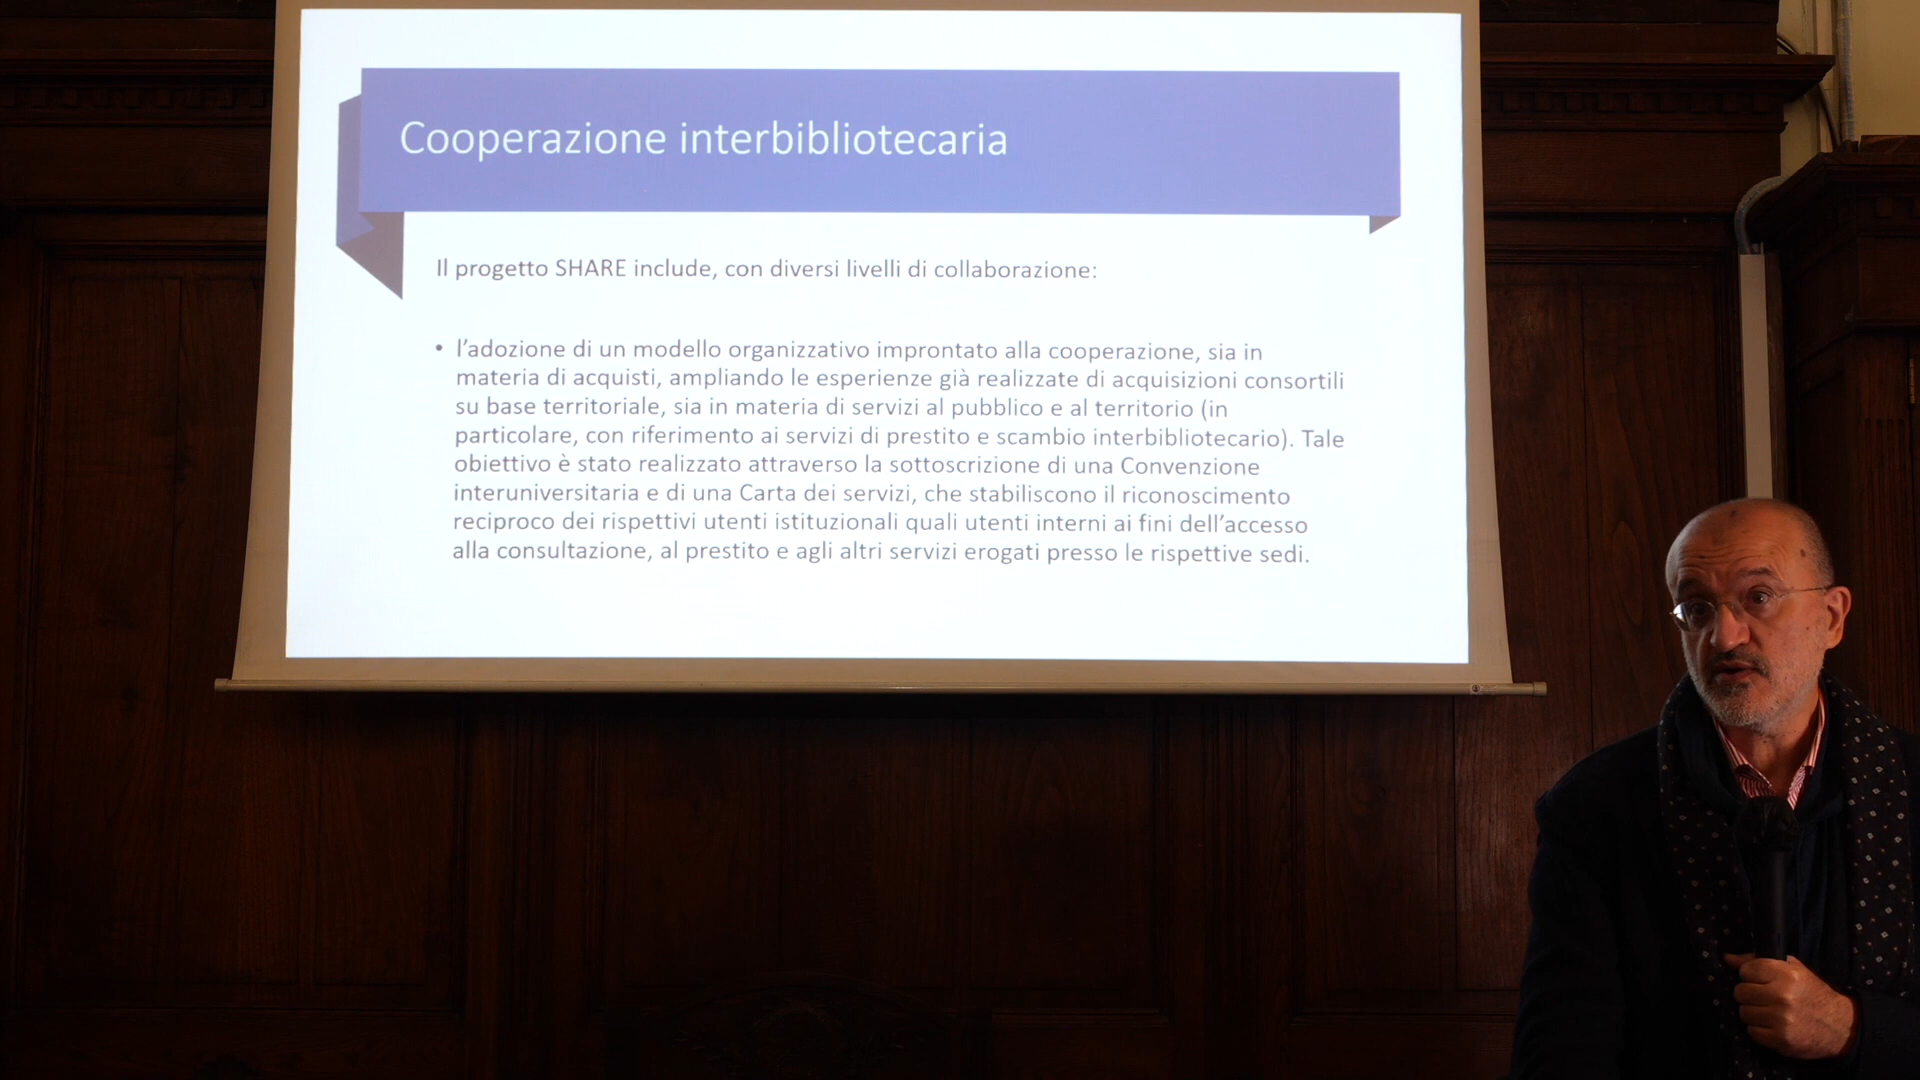 Cooperazione interbibliotecaria
Il progetto SHARE include, con diversi livelli di collaborazione:
• l’adozione di un modello organizzativo improntato alla cooperazione, sia in
materia di acquisti, ampliando le esperienze già realizzate di acquisizioni consortili
su base territoriale, sia in materia di servizi al pubblico e al territorio (in
particolare, con riferimento ai servizi di prestito e scambio interbibliotecario). Tale
obiettivo è stato realizzato attraverso la sottoscrizione di una Convenzione
interuniversitaria e di una Carta dei servizi, che stabiliscono il riconoscimento
reciproco dei rispettivi utenti istituzionali quali utenti interni ai fini dell’accesso
alla consultazione, al prestito e agli altri servizi erogati presso le rispettive sedi.